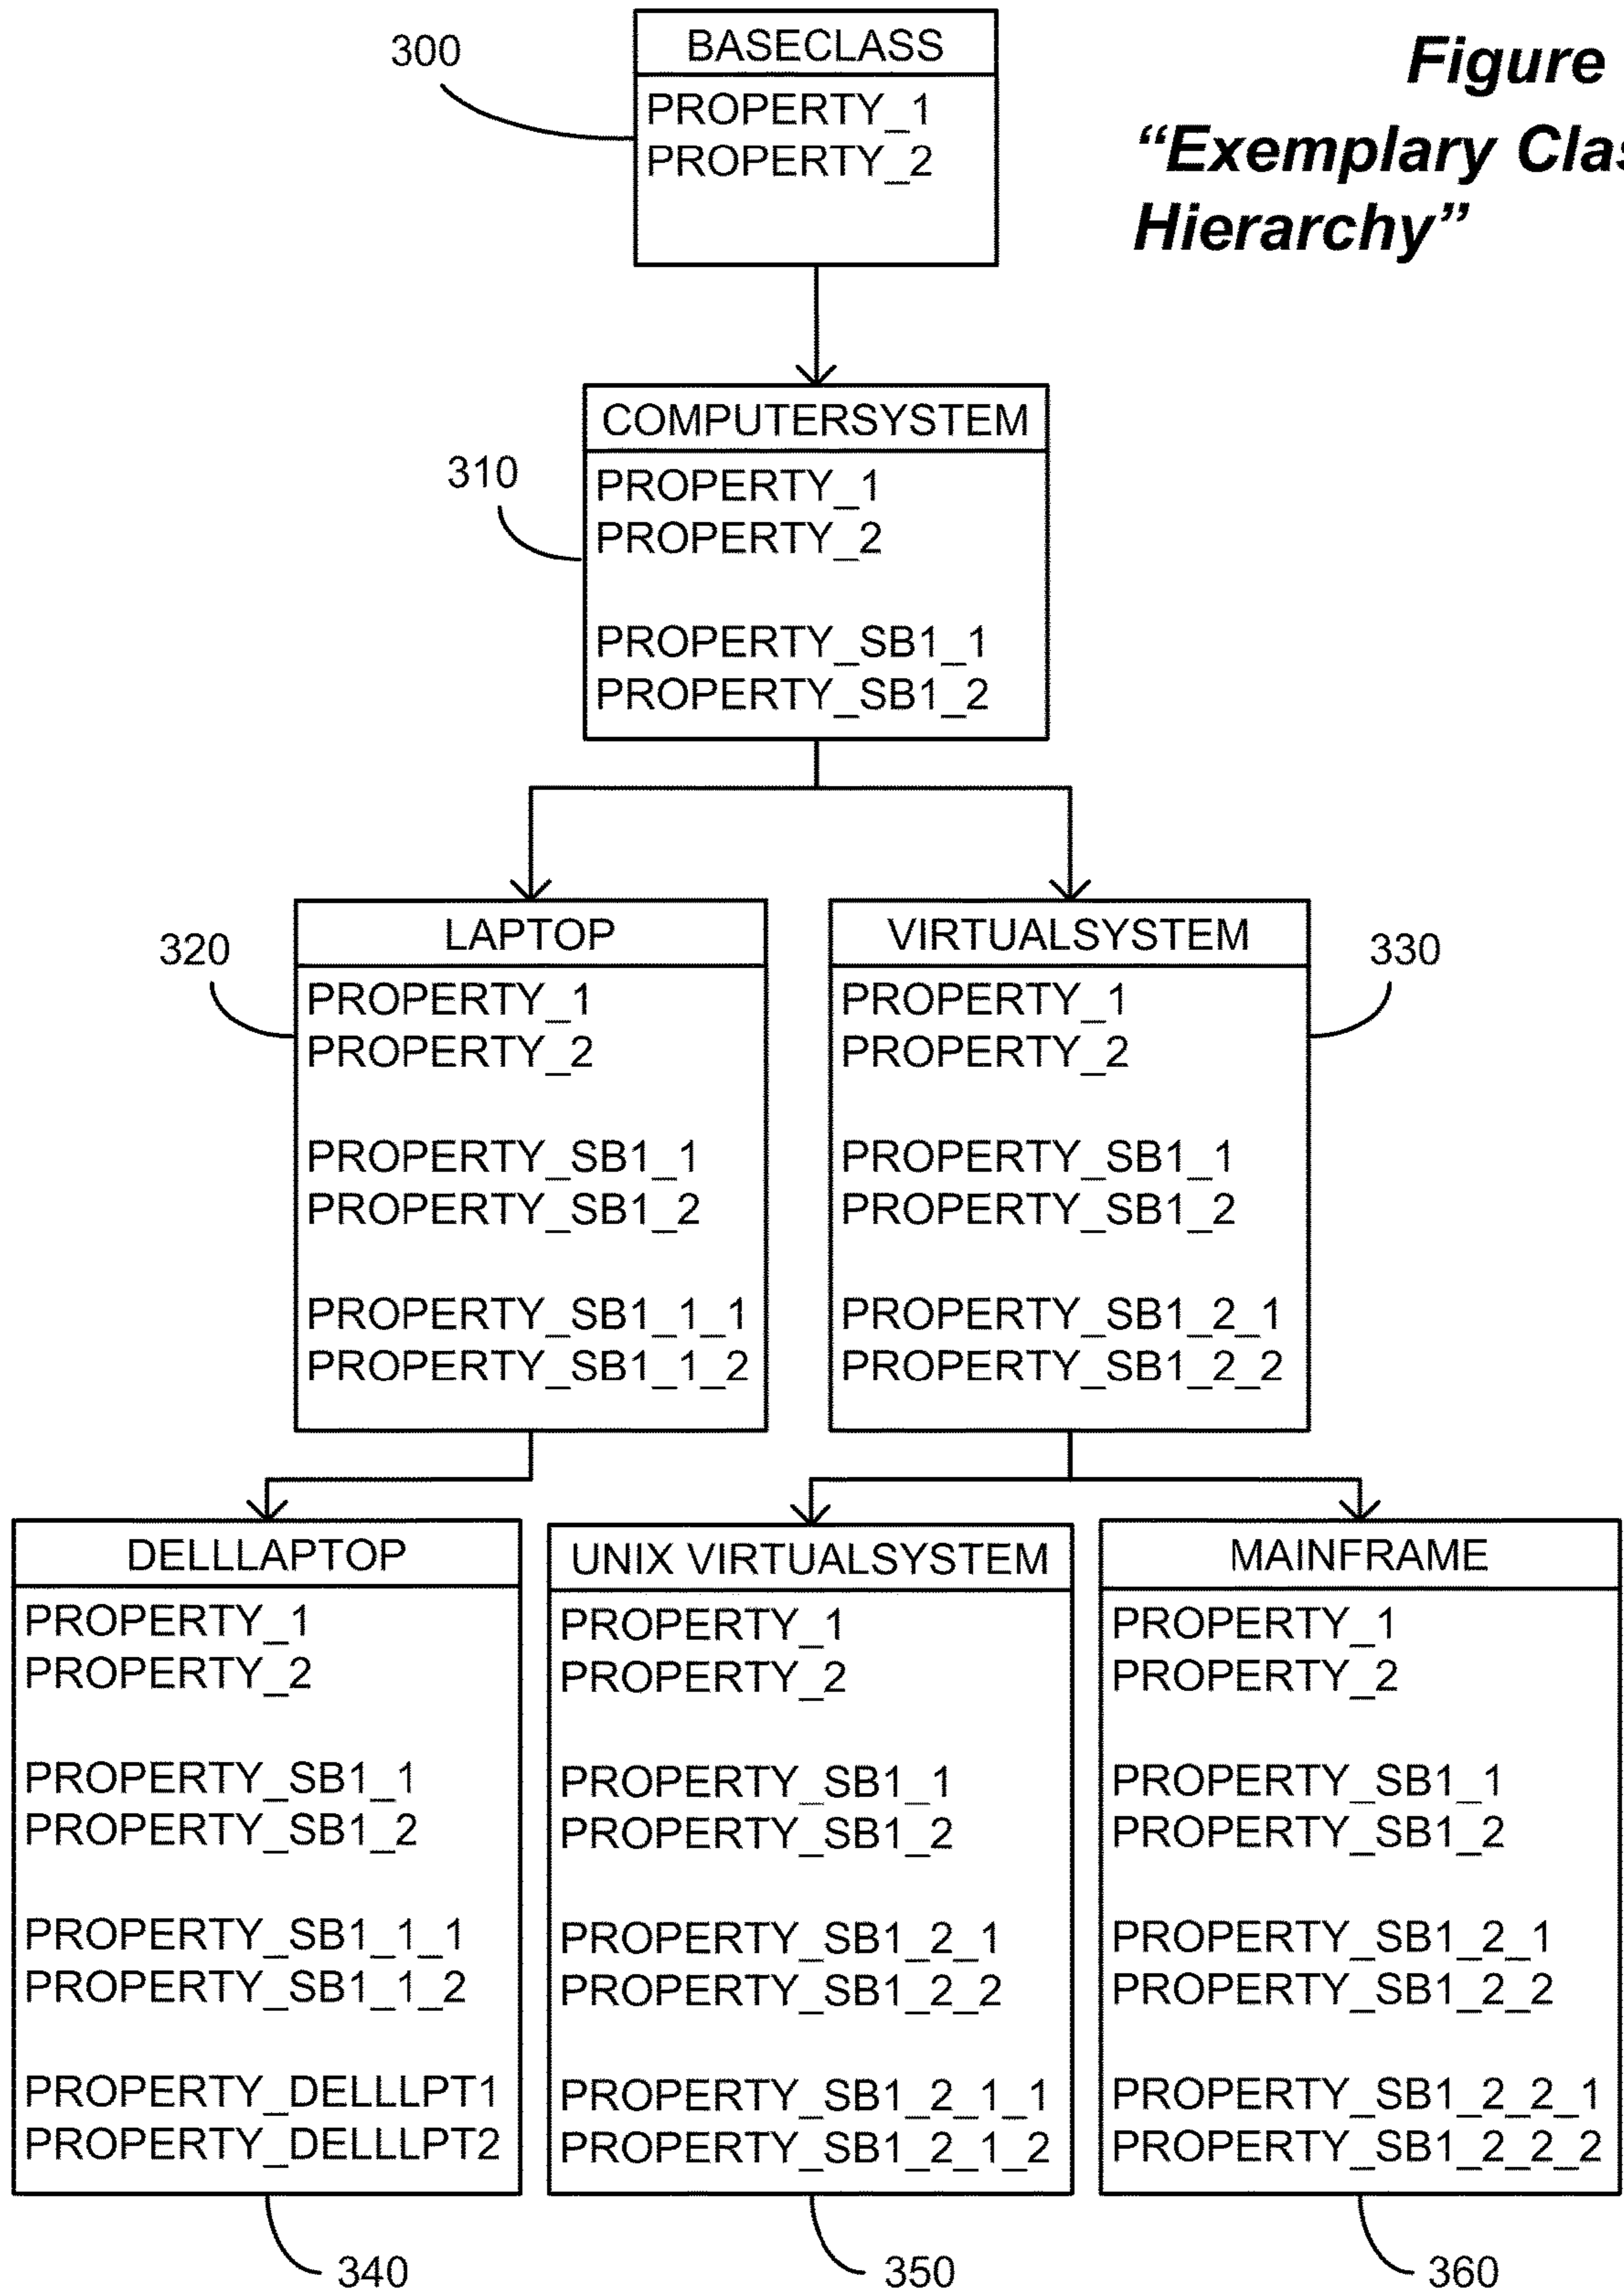 Figure
“Exemplary Clas
Hierarchy”
300
BASECLASS
PROPERTY_1
PROPERTY_2
310
COMPUTERSYSTEM
PROPERTY_1
PROPERTY_2
PROPERTY_SB1_1
PROPERTY_SB1_2
320
LAPTOP
PROPERTY_1
PROPERTY_2
PROPERTY_SB1_1
PROPERTY_SB1_2
PROPERTY_SB1_1_1
PROPERTY_SB1_1_2
VIRTUALSYSTEM
330
PROPERTY_1
PROPERTY_2
PROPERTY_SB1_1
PROPERTY_SB1_2
PROPERTY_SB1_2_1
PROPERTY_SB1_2_2
DELLLAPTOP
PROPERTY_1
PROPERTY_2
PROPERTY_SB1_1
PROPERTY_SB1_2
PROPERTY_SB1_1_1
PROPERTY_SB1_1_2
PROPERTY_DELLLPT1
PROPERTY_DELLLPT2
340
UNIX VIRTUALSYSTEM
PROPERTY_1
PROPERTY_2
PROPERTY_SB1_1
PROPERTY_SB1_2
PROPERTY_SB1_2_1
PROPERTY_SB1_2_2
PROPERTY_SB1_2_1_1
PROPERTY_SB1_2_1_2
350
MAINFRAME
PROPERTY_1
PROPERTY_2
PROPERTY_SB1_1
PROPERTY_SB1_2
PROPERTY_SB1_2_1
PROPERTY_SB1_2_2
PROPERTY_SB1_2_2_1
PROPERTY_SB1_2_2_2
360